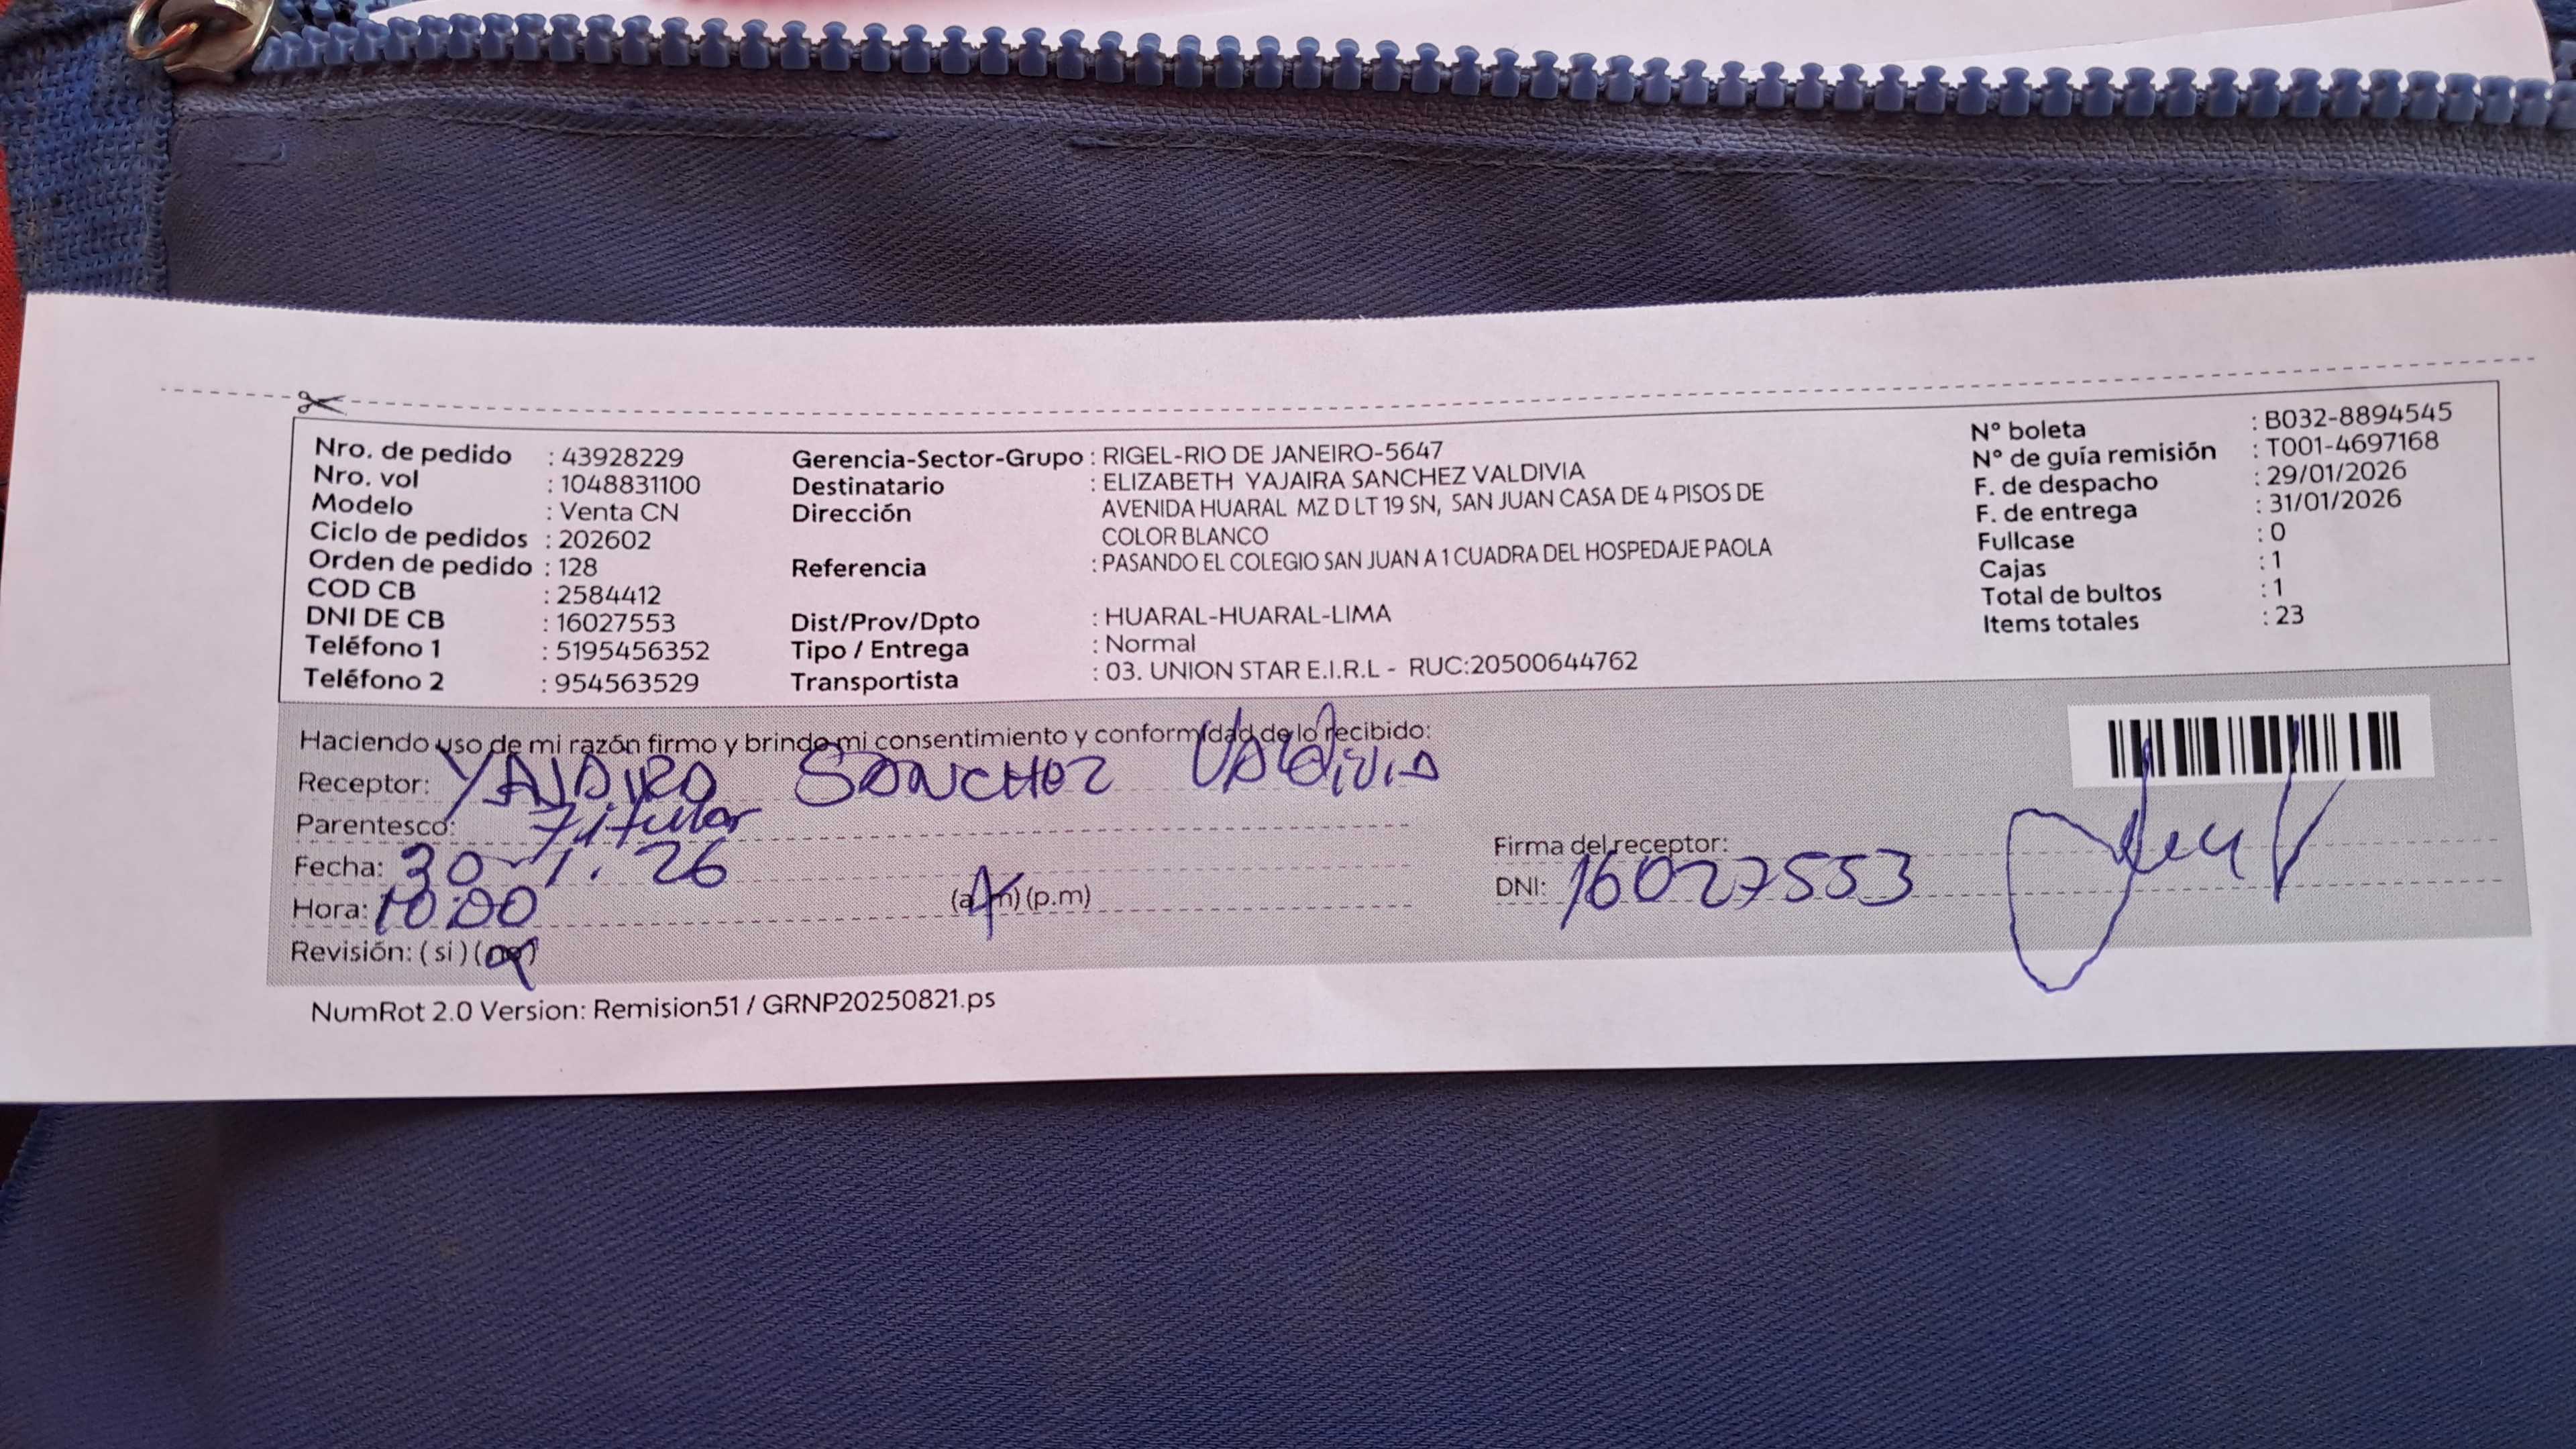 Nro. de pedido : 43928229
Nro. vol : 1048831100
Modelo : Venta CN
Ciclo de pedidos : 202602
Orden de pedido : 128
COD CB : 2584412
DNI DE CB : 16027553
Teléfono 1 : 5195456352
Teléfono 2 : 954563529
Gerencia-Sector-Grupo : RIGEL-RIO DE JANEIRO-5647
Destinatario : ELIZABETH YAJAIRA SANCHEZ VALDIVIA
Dirección AVENIDA HUARAL MZ D LT 19 SN, SAN JUAN CASA DE 4 PISOS DE
COLOR BLANCO
Referencia : PASANDO EL COLEGIO SAN JUAN A 1 CUADRA DEL HOSPEDAJE PAOLA
Dist/Prov/Dpto : HUARAL-HUARAL-LIMA
Tipo / Entrega : Normal
Transportista : 03. UNION STAR E.I.R.L - RUC:20500644762
N° boleta : B032-8894545
N° de guía remisión : T001-4697168
F. de despacho : 29/01/2026
F. de entrega : 31/01/2026
Fullcase : 0
Cajas : 1
Total de bultos : 1
Items totales : 23
Haciendo uso de mi razón firmo y brindo mi consentimiento y conformidad de lo recibido:
Receptor: YAJAIRA SANCHEZ VALDIVIA
Parentesco: Titular
Fecha: 30-1.26
Hora: 10:00 (a.m) (p.m)
Revisión: ( si ) ( no )
Firma del receptor:
DNI: 16027553
NumRot 2.0 Version: Remision51 / GRNP20250821.ps